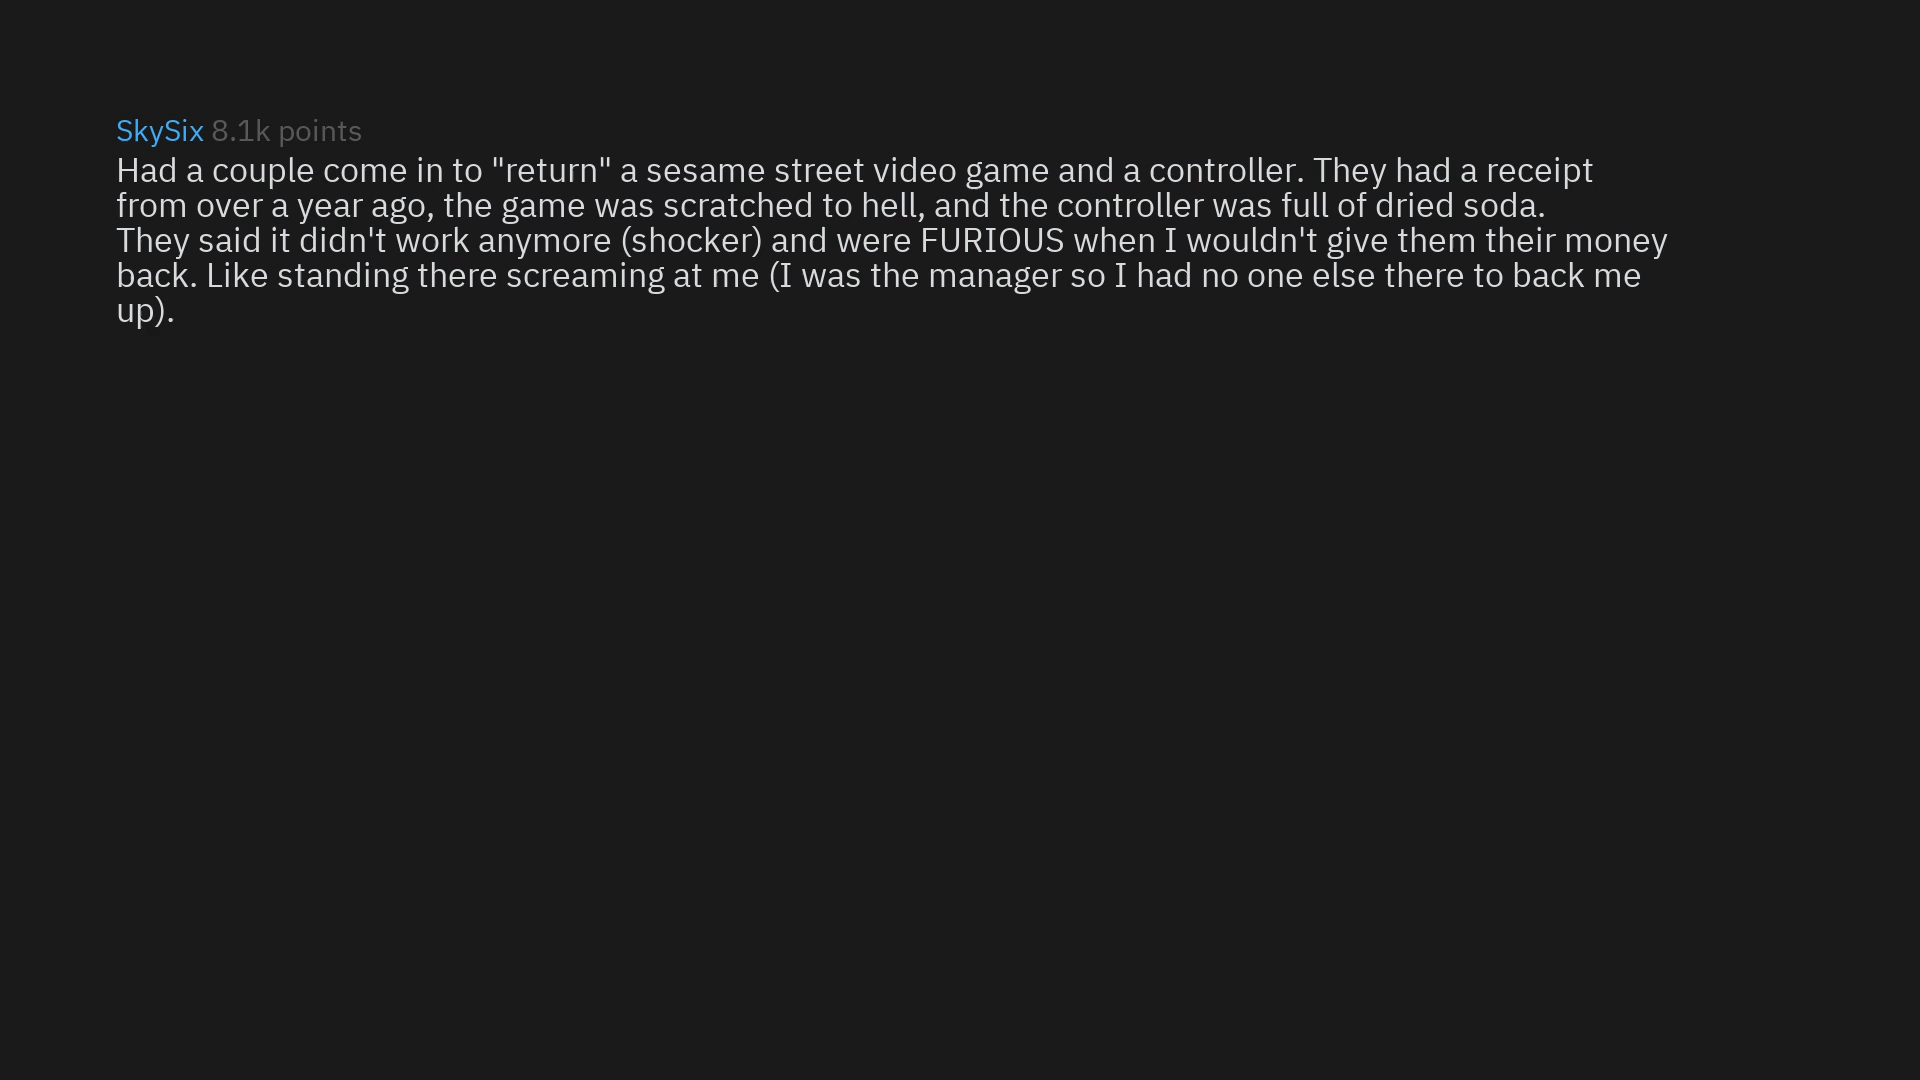 SkySix 8.1k points
Had a couple come in to "return" a sesame street video game and a controller. They had a receipt
from over a year ago, the game was scratched to hell, and the controller was full of dried soda.
They said it didn't work anymore (shocker) and were FURIOUS when I wouldn't give them their money
back. Like standing there screaming at me (I was the manager so I had no one else there to back me
up).